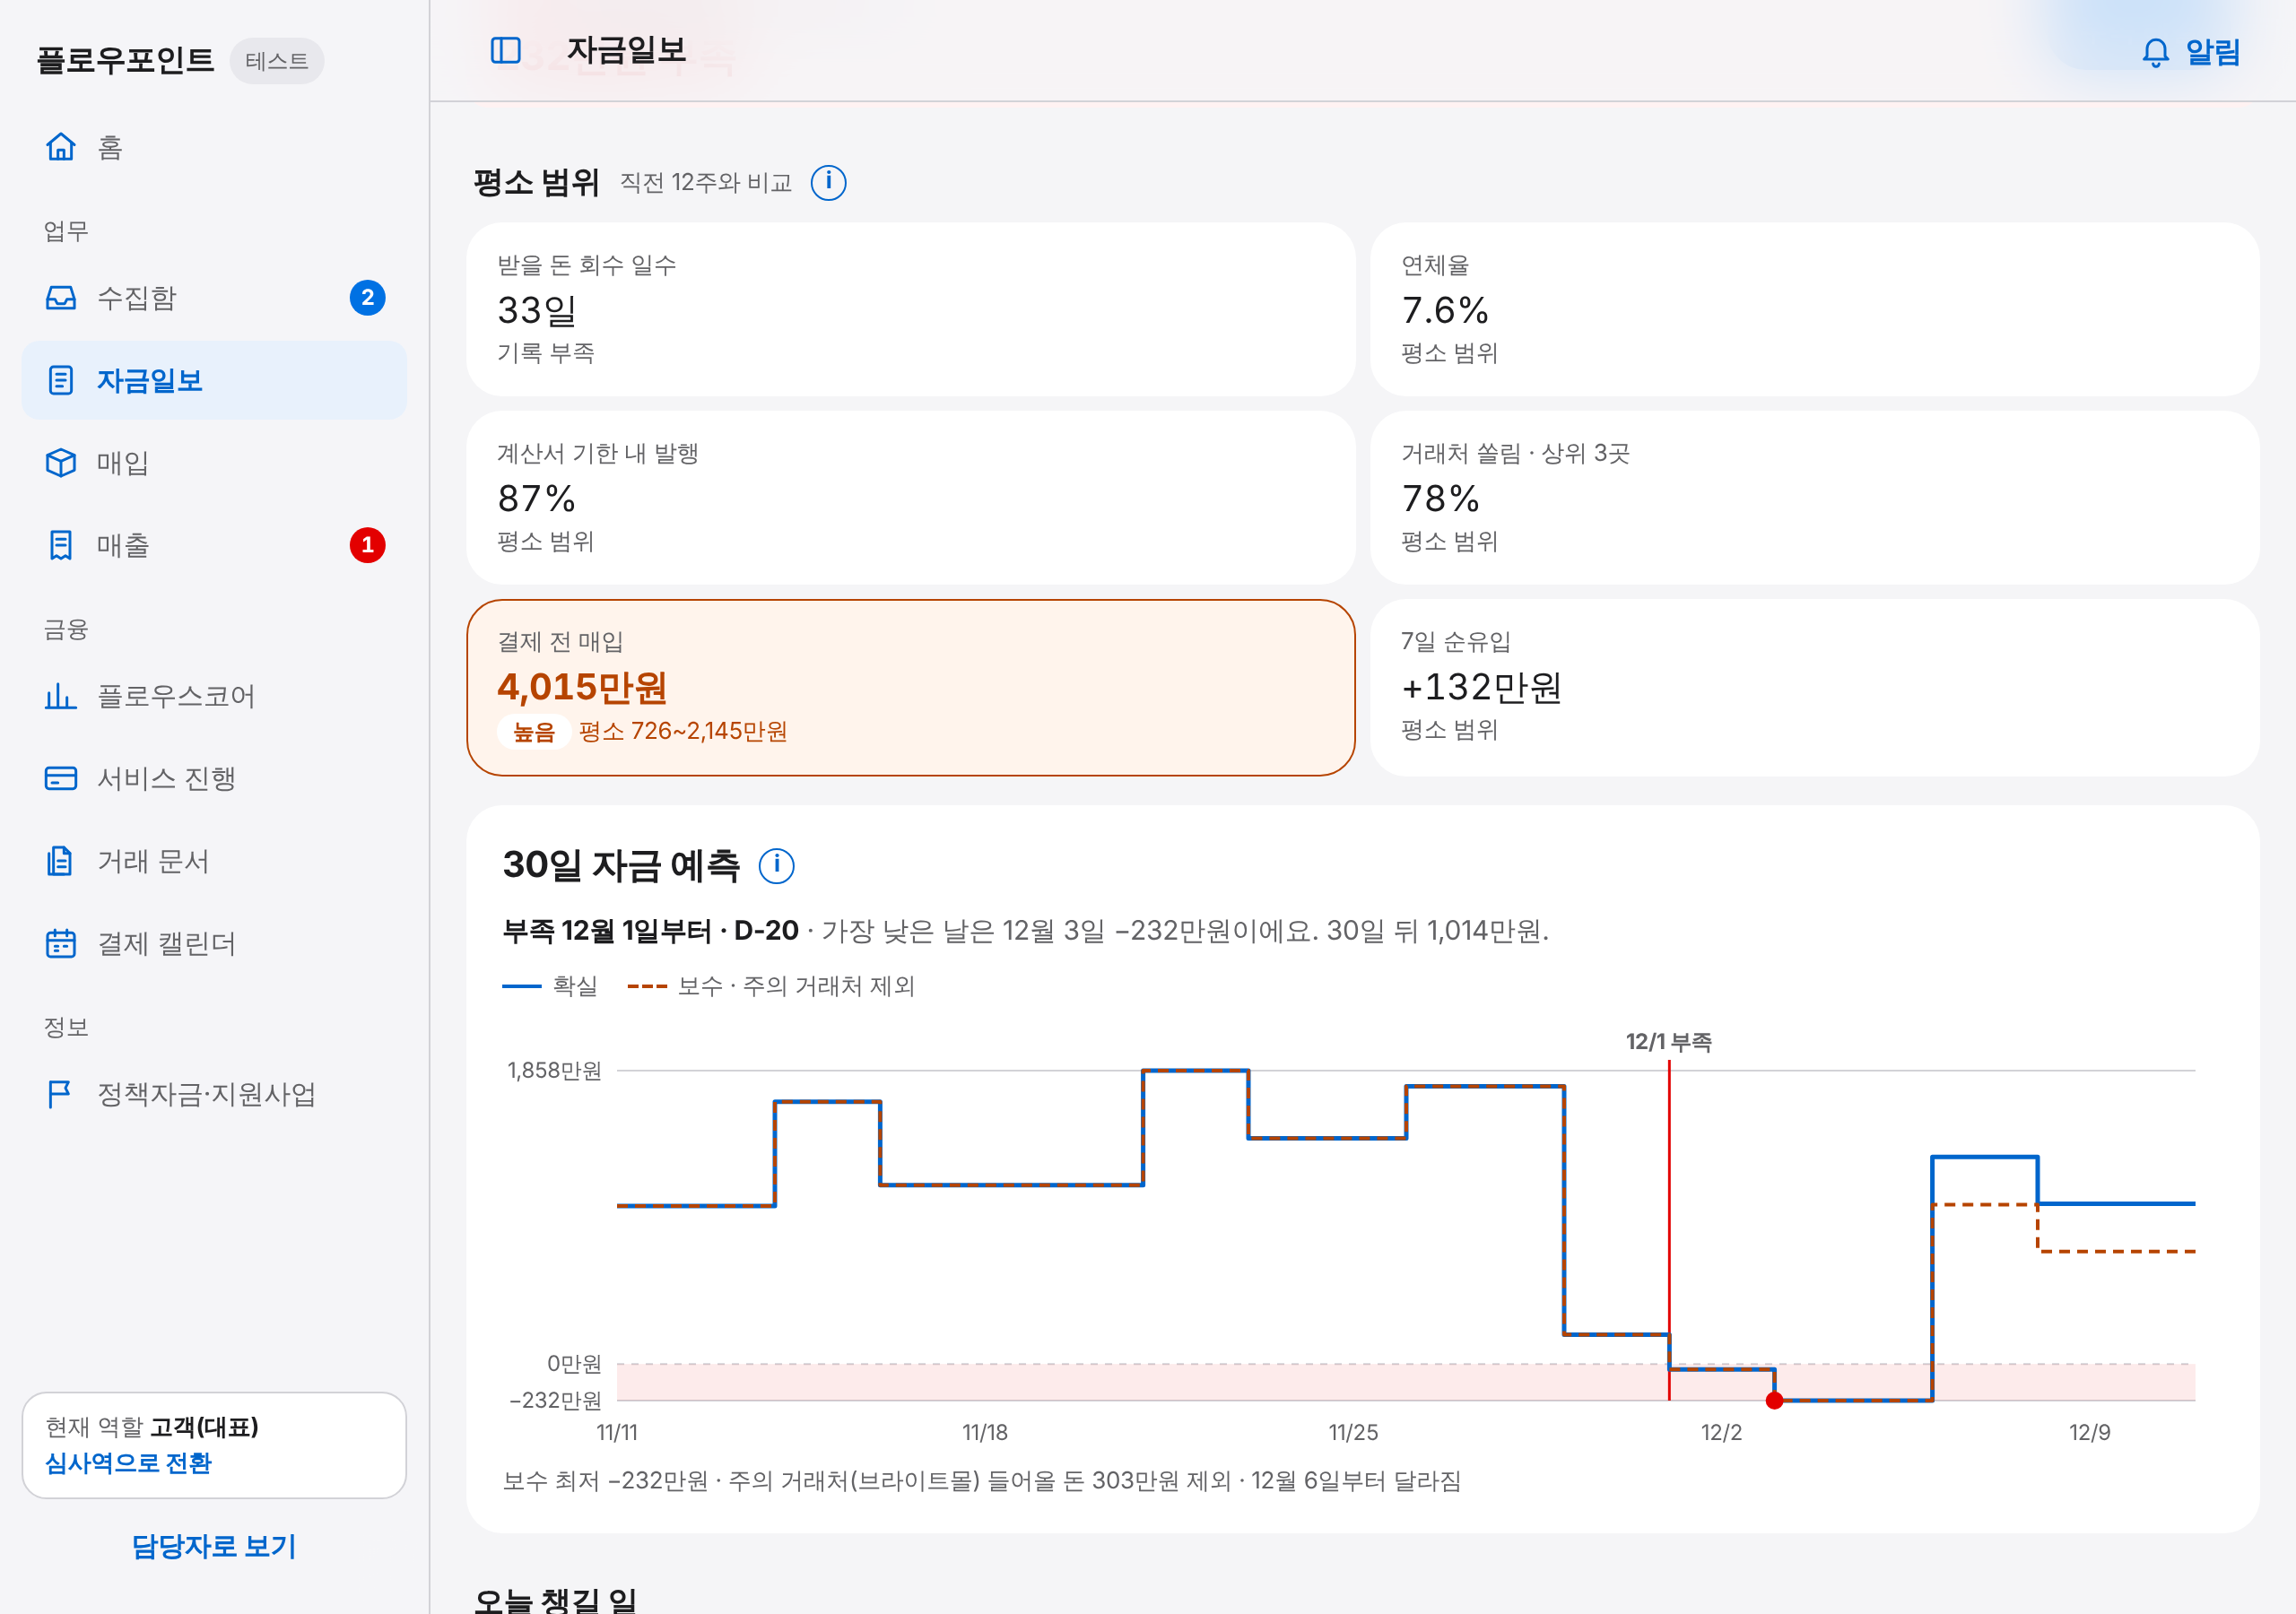 플로우포인트 테스트
홈
업무
수집함 2
자금일보
매입
매출 1
금융
플로우스코어
서비스 진행
거래 문서
결제 캘린더
정보
정책자금·지원사업
현재 역할 고객(대표)
심사역으로 전환
담당자로 보기
자금일보
알림
평소 범위 직전 12주와 비교
받을 돈 회수 일수
33일
기록 부족
연체율
7.6%
평소 범위
계산서 기한 내 발행
87%
평소 범위
거래처 쏠림 · 상위 3곳
78%
평소 범위
결제 전 매입
4,015만원
높음 평소 726~2,145만원
7일 순유입
+132만원
평소 범위
30일 자금 예측
부족 12월 1일부터 · D-20 · 가장 낮은 날은 12월 3일 −232만원이에요. 30일 뒤 1,014만원.
확실 보수 · 주의 거래처 제외
12/1 부족
1,858만원
0만원
−232만원
11/11 11/18 11/25 12/2 12/9
보수 최저 −232만원 · 주의 거래처(브라이트몰) 들어올 돈 303만원 제외 · 12월 6일부터 달라짐
오늘 챙길 일